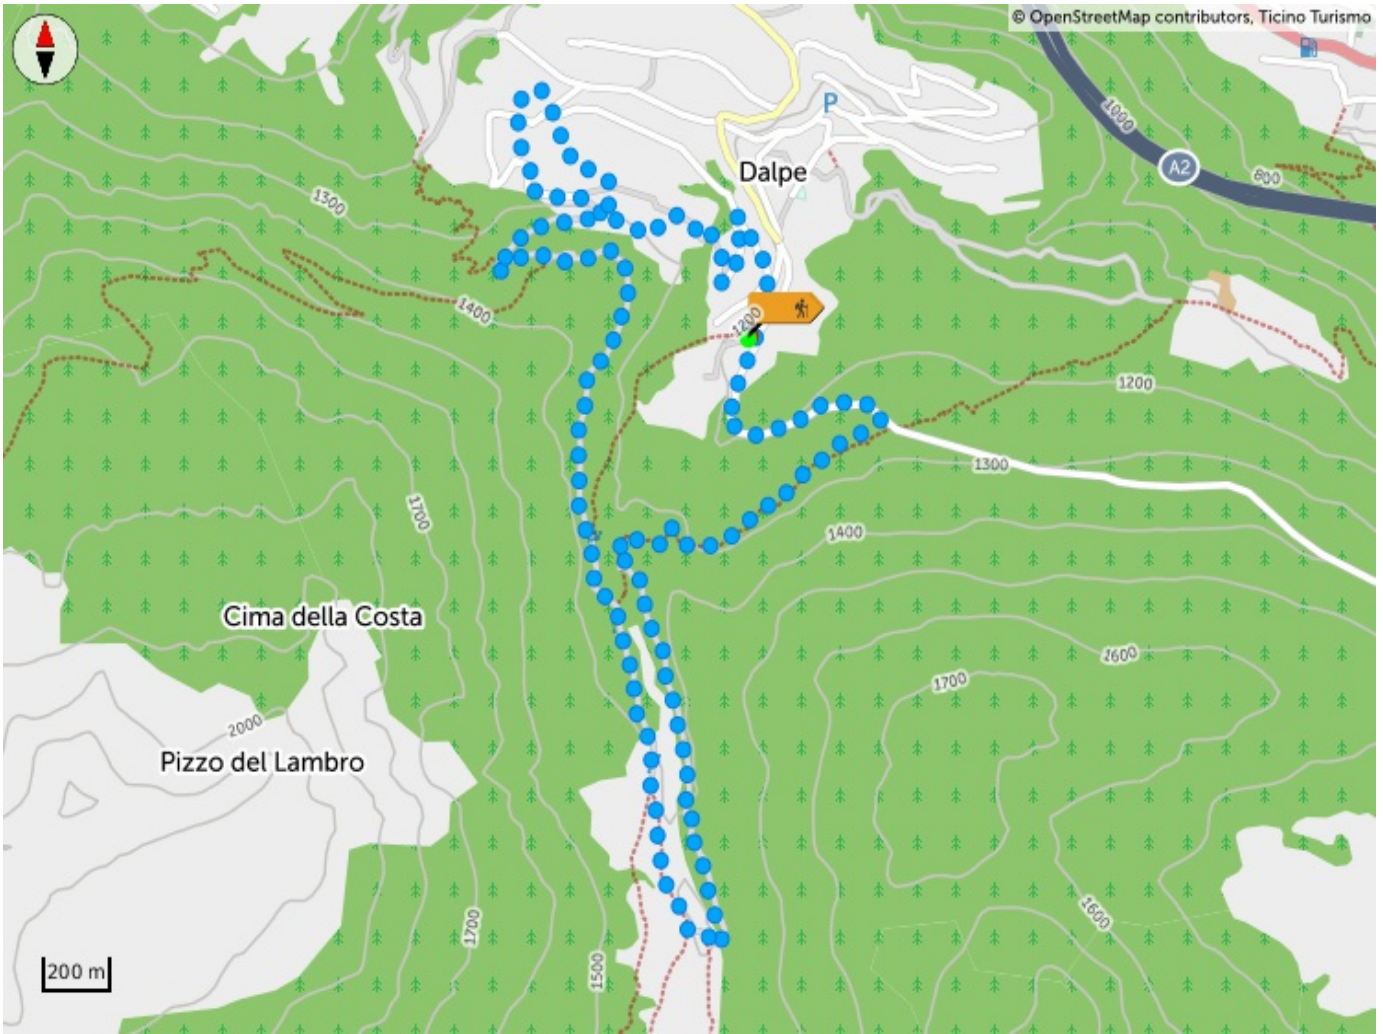 © OpenStreetMap contributors, Ticino Turismo
P
1000
Dalpe
A2
800
1300
1400
1200
1200
1300
1700
1400
Cima della Costa
1600
1700
2000
Pizzo del Lambro
1600
1700
1500
200 m